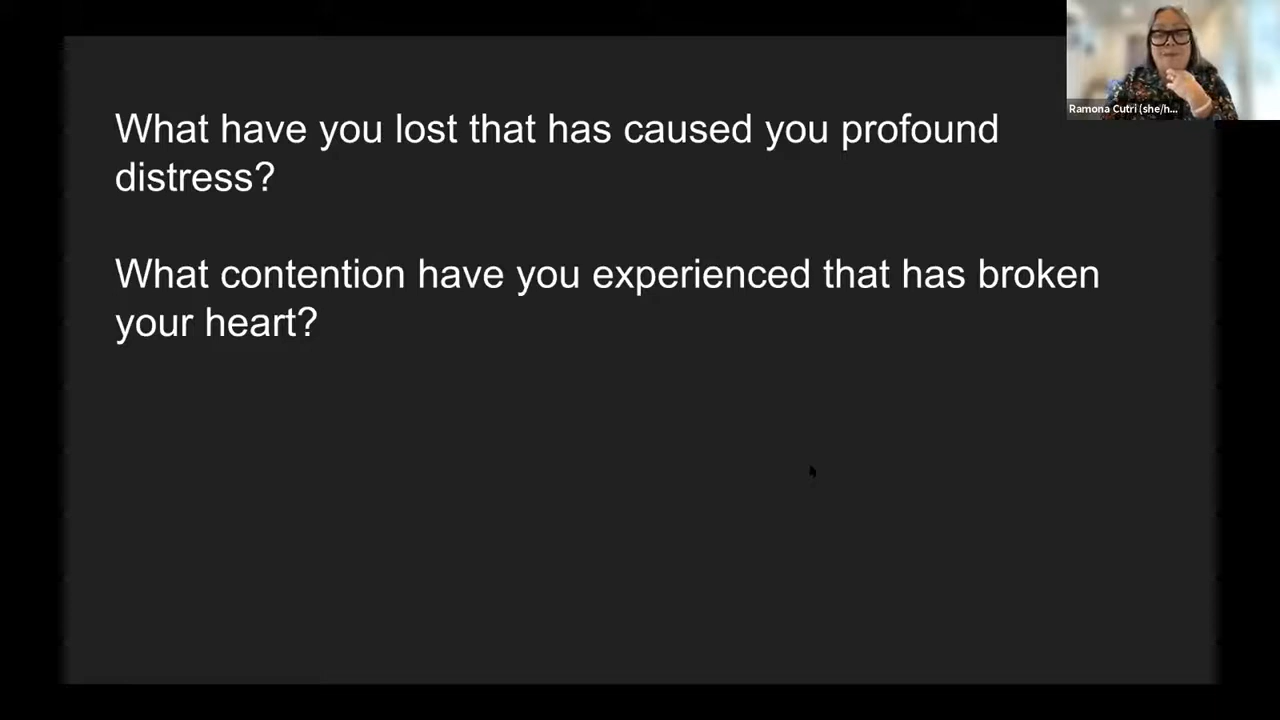 What have you lost that has caused you profound
distress?
What contention have you experienced that has broken
your heart?
Ramona Cutri (she/h...